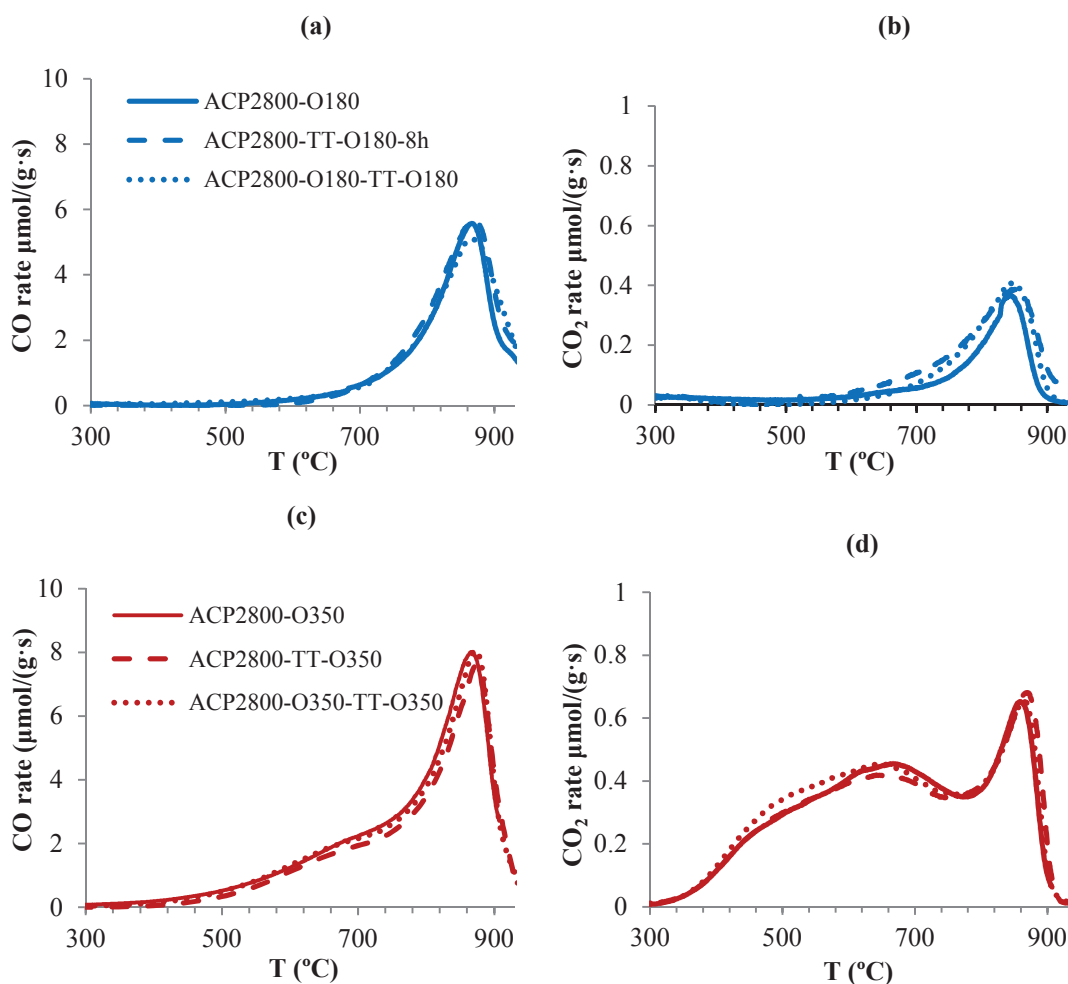 (a)
10
8
6
4
2
0
CO rate µmol/(g·s)
ACP2800-O180
ACP2800-TT-O180-8h
ACP2800-O180-TT-O180
300
500
700
900
T (ºC)
(b)
1
0.8
0.6
0.4
0.2
0
CO₂ rate µmol/(g·s)
300
500
700
900
T (ºC)
(c)
10
8
6
4
2
0
CO rate (µmol/(g·s)
ACP2800-O350
ACP2800-TT-O350
ACP2800-O350-TT-O350
300
500
700
900
T (ºC)
(d)
1
0.8
0.6
0.4
0.2
0
CO₂ rate µmol/(g·s)
300
500
700
900
T (ºC)